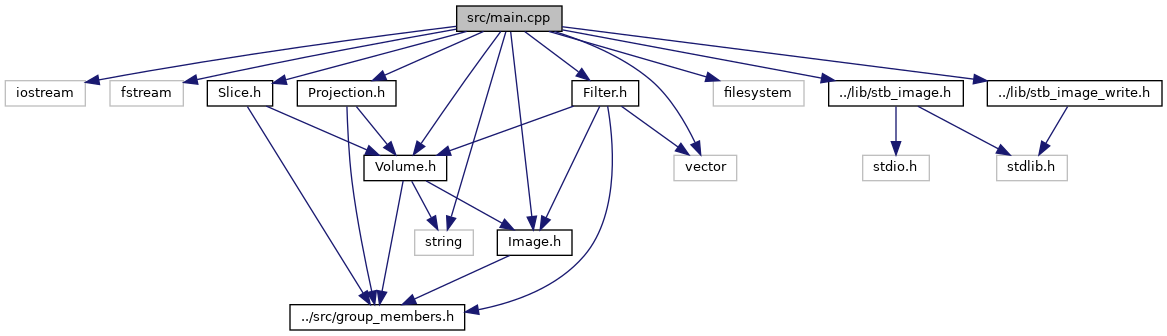 src/main.cpp
iostream
fstream
Slice.h
Projection.h
Filter.h
filesystem
../lib/stb_image.h
../lib/stb_image_write.h
Volume.h
vector
stdio.h
stdlib.h
string
Image.h
../src/group_members.h